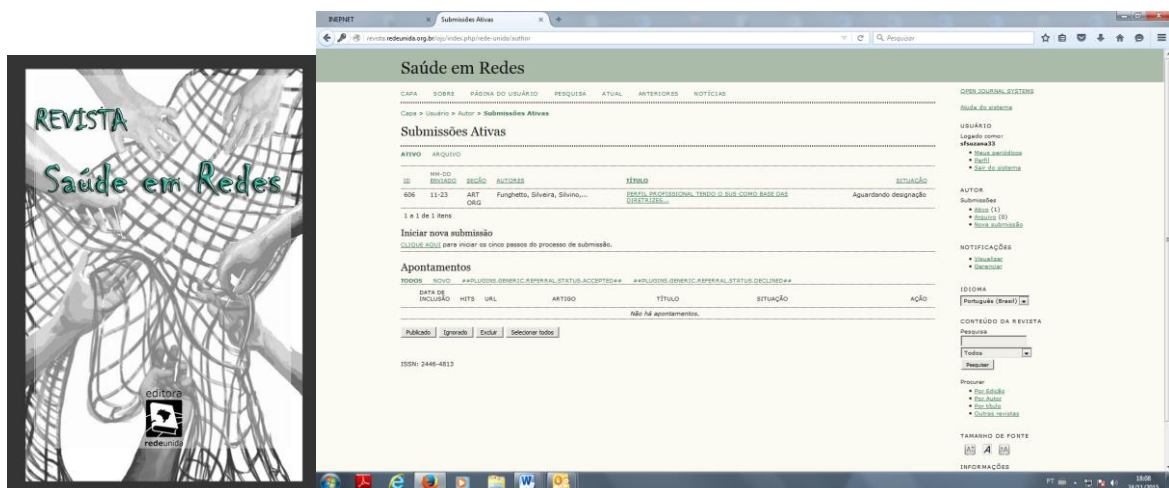 REVISTA
Saúde em Redes
editora
redeunida
INEPNET
Submissões Ativas
revista.redeunida.org.br/ojs/index.php/rede-unida/author
Pesquisar
Saúde em Redes
CAPA SOBRE PÁGINA DO USUÁRIO PESQUISA ATUAL ANTERIORES NOTÍCIAS
Capa > Usuário > Autor > Submissões Ativas
Submissões Ativas
ATIVO ARQUIVO
ID MM-DD ENVIADO SEÇÃO AUTORES TÍTULO SITUAÇÃO
606 11-23 ART ORG Funghetto, Silveira, Silvino,... PERFIL PROFISSIONAL TENDO O SUS COMO BASE DAS DIRETRIZES... Aguardando designação
1 a 1 de 1 itens
Iniciar nova submissão
CLIQUE AQUI para iniciar os cinco passos do processo de submissão.
Apontamentos
TODOS NOVO ##PLUGINS.GENERIC.REFERRAL.STATUS.ACCEPTED## ##PLUGINS.GENERIC.REFERRAL.STATUS.DECLINED##
DATA DE INCLUSÃO HITS URL ARTIGO TÍTULO SITUAÇÃO AÇÃO
Não há apontamentos.
Publicado Ignorado Excluir Selecionar todos
ISSN: 2446-4813
OPEN JOURNAL SYSTEMS
Ajuda do sistema
USUÁRIO
Logado como:
sfsuzana33
Meus periódicos
Perfil
Sair do sistema
AUTOR
Submissões
Ativo (1)
Arquivo (0)
Nova submissão
NOTIFICAÇÕES
Visualizar
Gerenciar
IDIOMA
Português (Brasil)
CONTEÚDO DA REVISTA
Pesquisa
Todos
Pesquisar
Procurar
Por Edição
Por Autor
Por título
Outras revistas
TAMANHO DE FONTE
INFORMAÇÕES
PT
18:08
24/11/2015